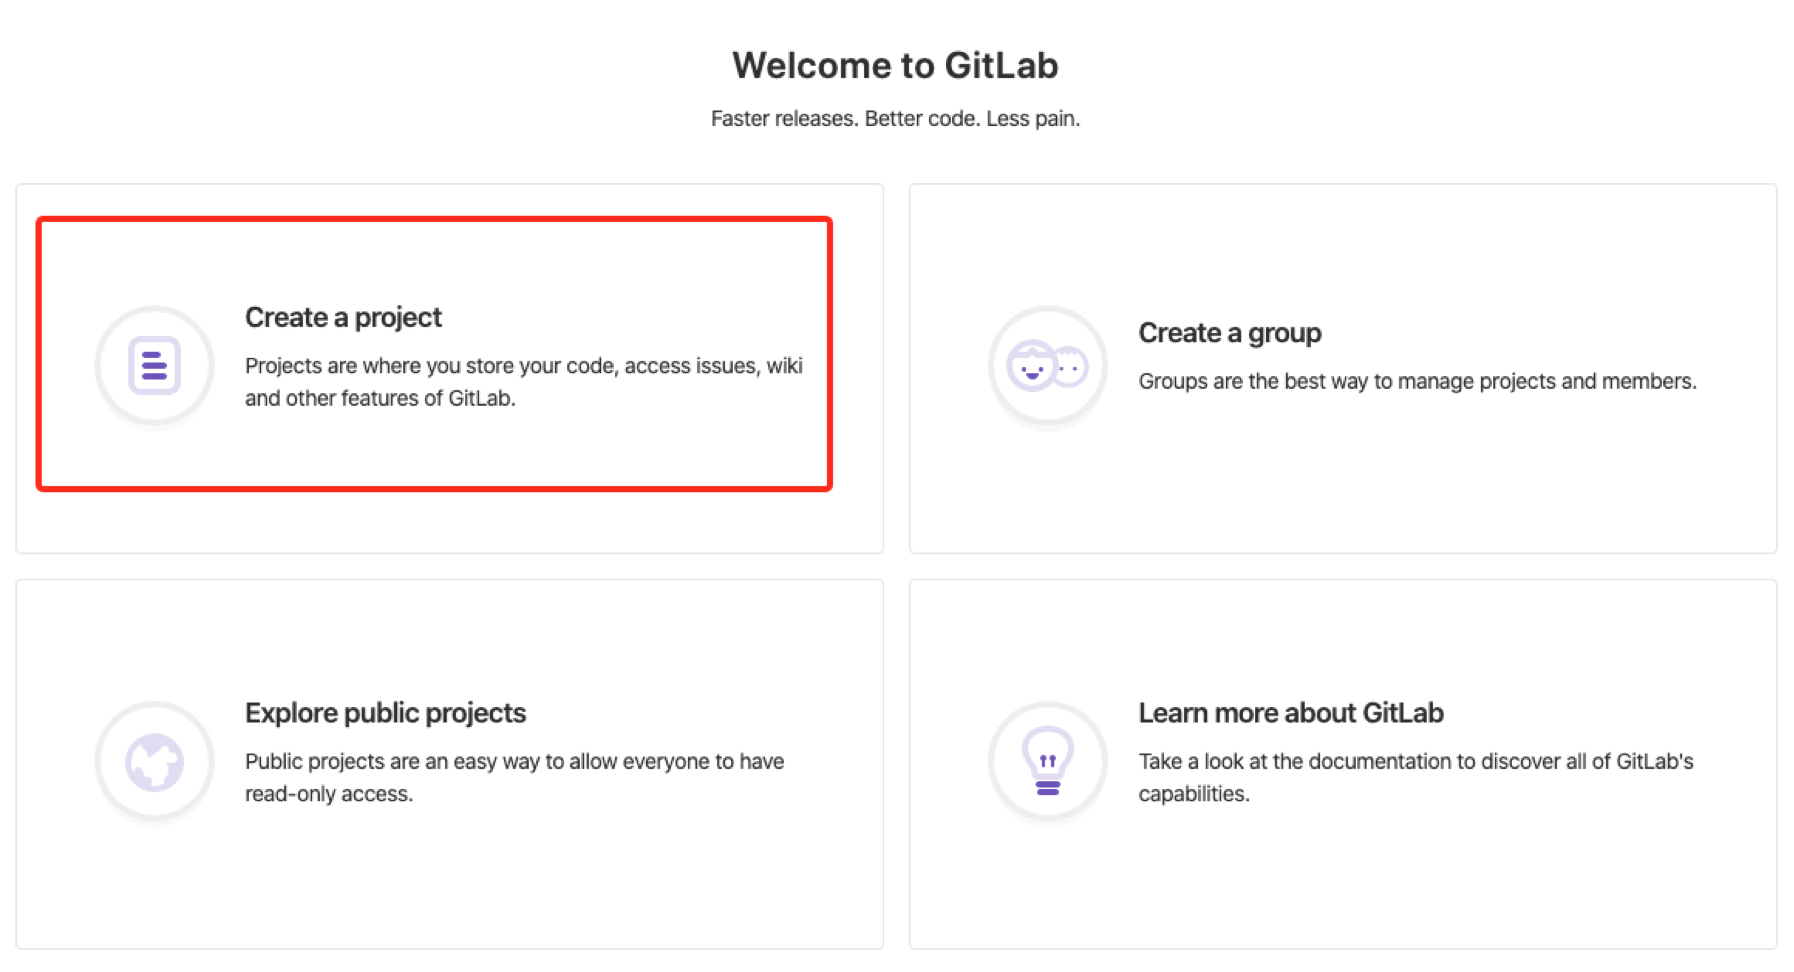 Welcome to GitLab
Faster releases. Better code. Less pain.
Create a project
Projects are where you store your code, access issues, wiki
and other features of GitLab.
Create a group
Groups are the best way to manage projects and members.
Explore public projects
Public projects are an easy way to allow everyone to have
read-only access.
Learn more about GitLab
Take a look at the documentation to discover all of GitLab's
capabilities.